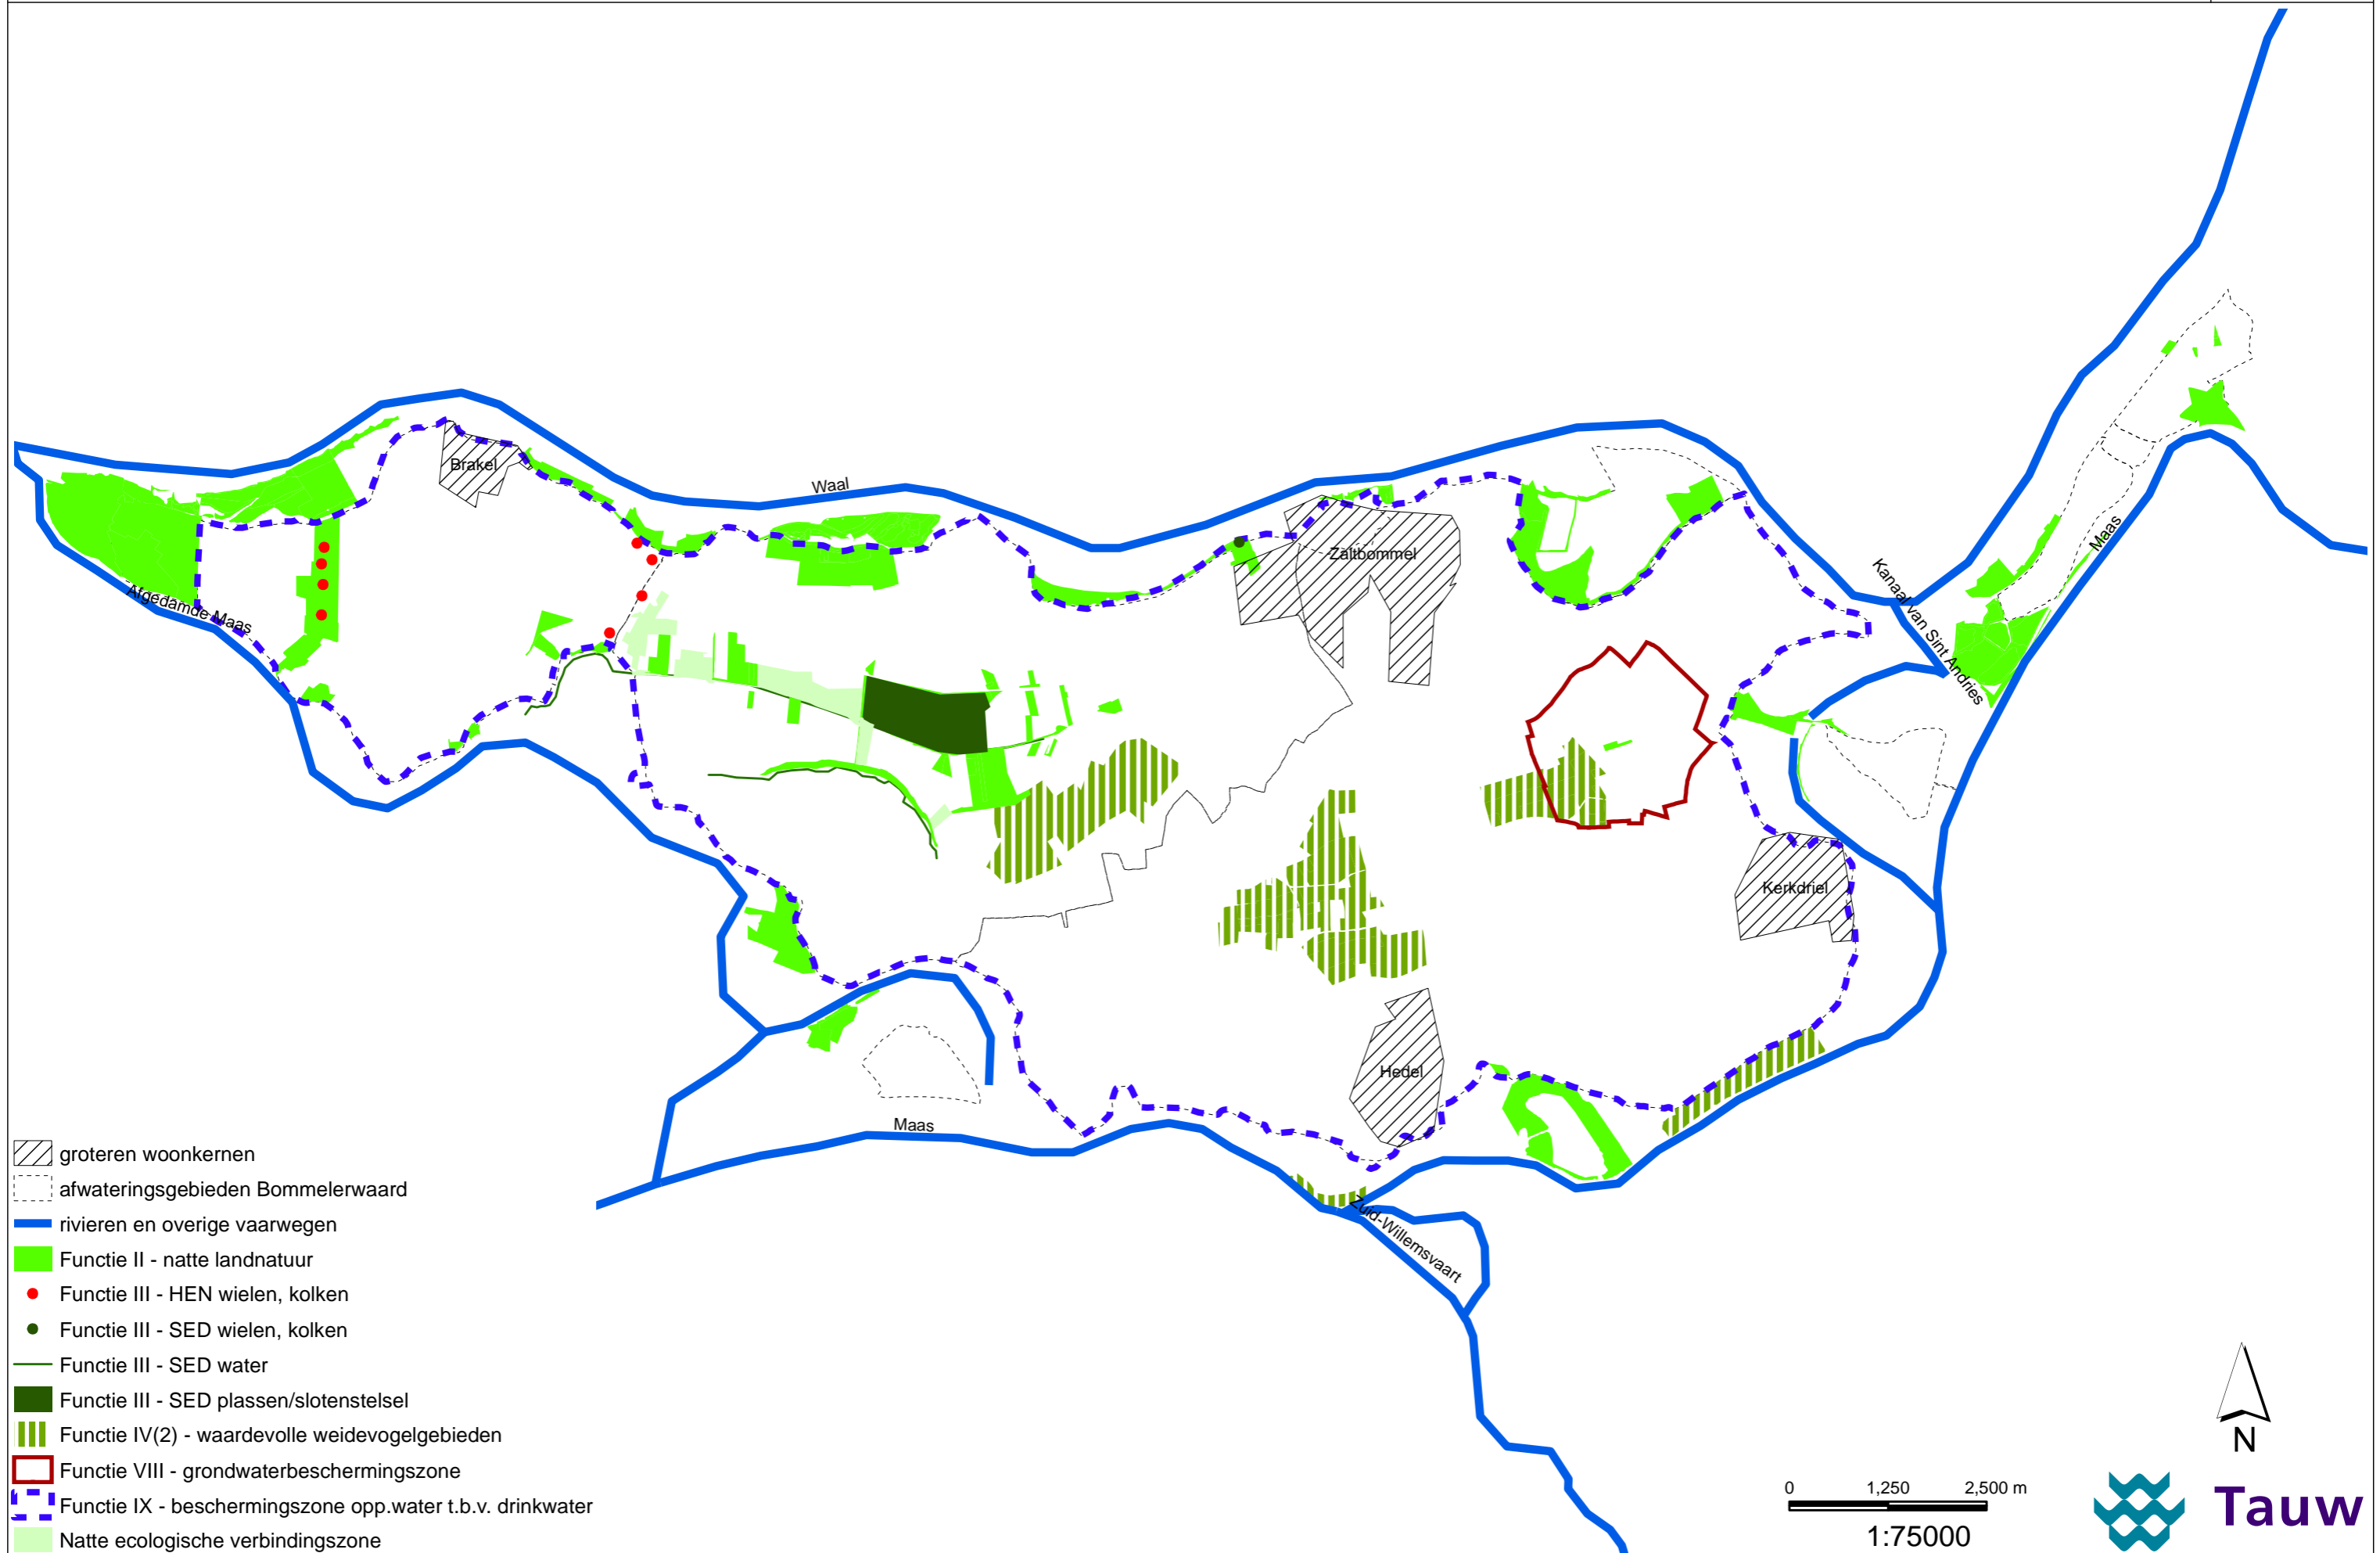 Brakel
Waal
Zaltbommel
Afgedamde Maas
Kanaal van Sint Andries
Maas
Kerkdriel
Hedel
Maas
Zuid-Willemsvaart
groteren woonkernen
afwateringsgebieden Bommelerwaard
rivieren en overige vaarwegen
Functie II - natte landnatuur
Functie III - HEN wielen, kolken
Functie III - SED wielen, kolken
Functie III - SED water
Functie III - SED plassen/slotenstelsel
Functie IV(2) - waardevolle weidevogelgebieden
Functie VIII - grondwaterbeschermingszone
Functie IX - beschermingszone opp.water t.b.v. drinkwater
Natte ecologische verbindingszone
N
0 1,250 2,500 m
1:75000
Tauw